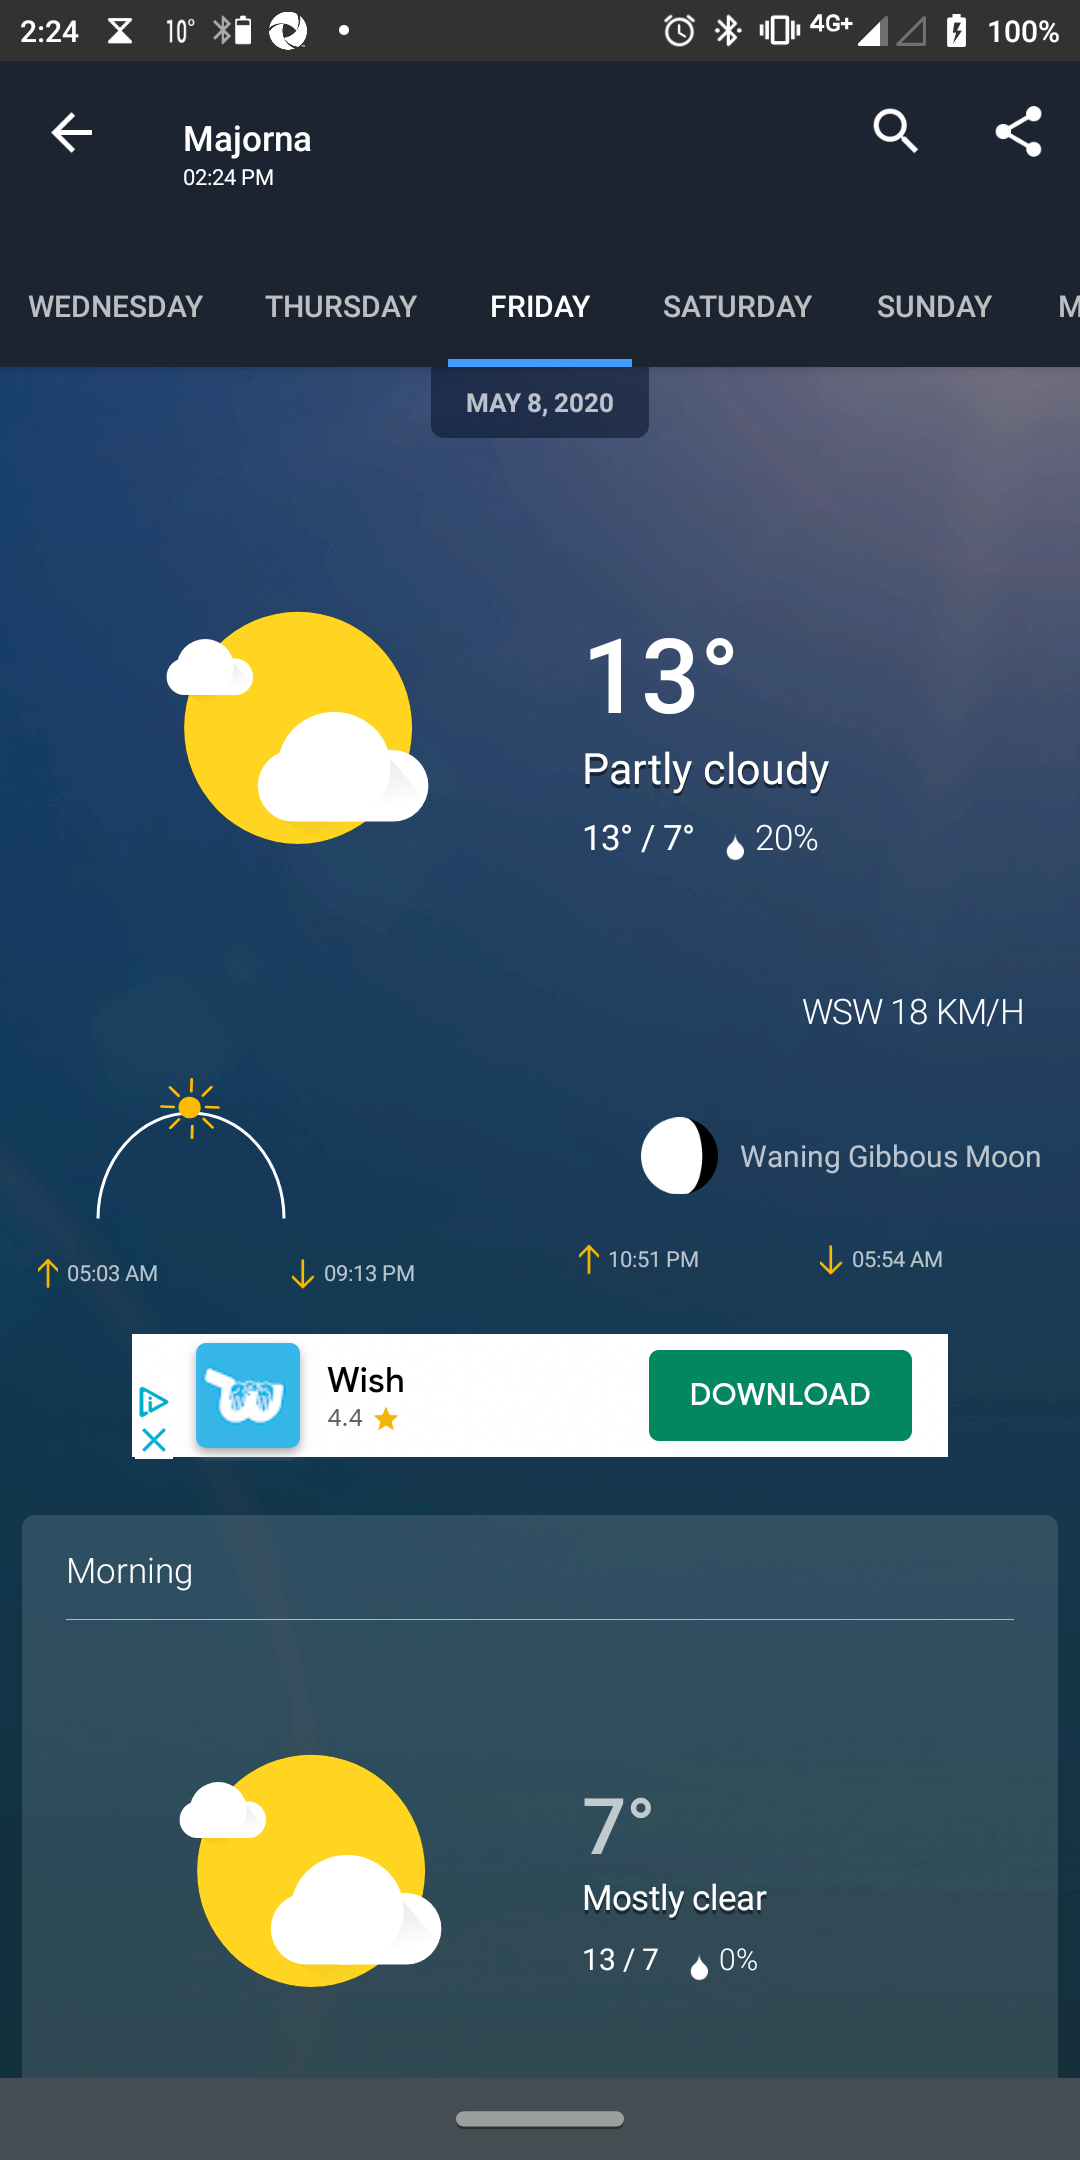 2:24 10° 4G+ 100%
Majorna
02:24 PM
WEDNESDAY THURSDAY FRIDAY SATURDAY SUNDAY M
MAY 8, 2020
13°
Partly cloudy
13° / 7° 20%
WSW 18 KM/H
Waning Gibbous Moon
05:03 AM 09:13 PM 10:51 PM 05:54 AM
Wish
4.4
DOWNLOAD
Morning
7°
Mostly clear
13 / 7 0%